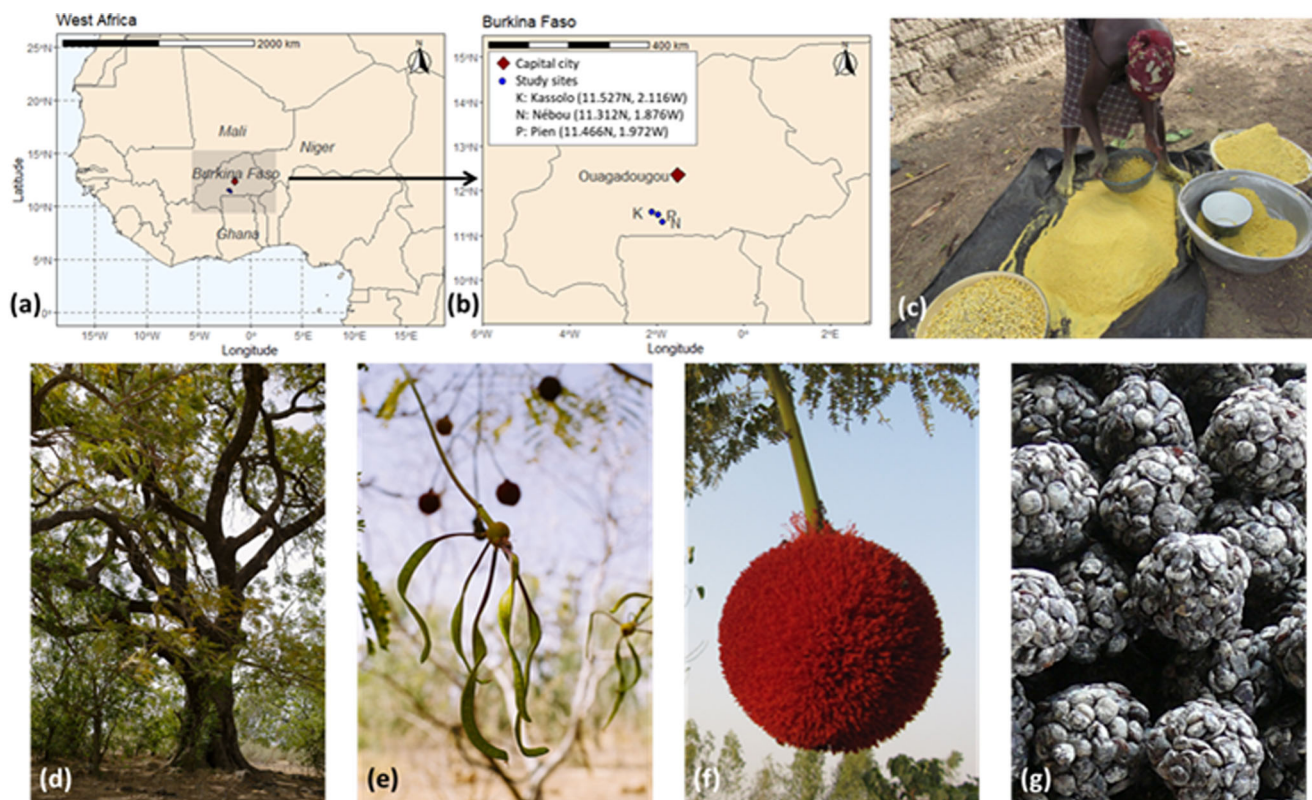 West Africa
2000 km
N
25°N
20°N
15°N
10°N
5°N
0°
Latitude
Mali
Niger
Burkina Faso
Ghana
(a)
15°W
10°W
5°W
0°
5°E
10°E
15°E
Longitude
Burkina Faso
400 km
N
Capital city
Study sites
K: Kassolo (11.527N, 2.116W)
N: Nébou (11.312N, 1.876W)
P: Pien (11.466N, 1.972W)
15°N
14°N
13°N
12°N
11°N
10°N
Ouagadougou
K
P
N
(b)
6°W
4°W
2°W
0°
2°E
Longitude
(c)
(d)
(e)
(f)
(g)